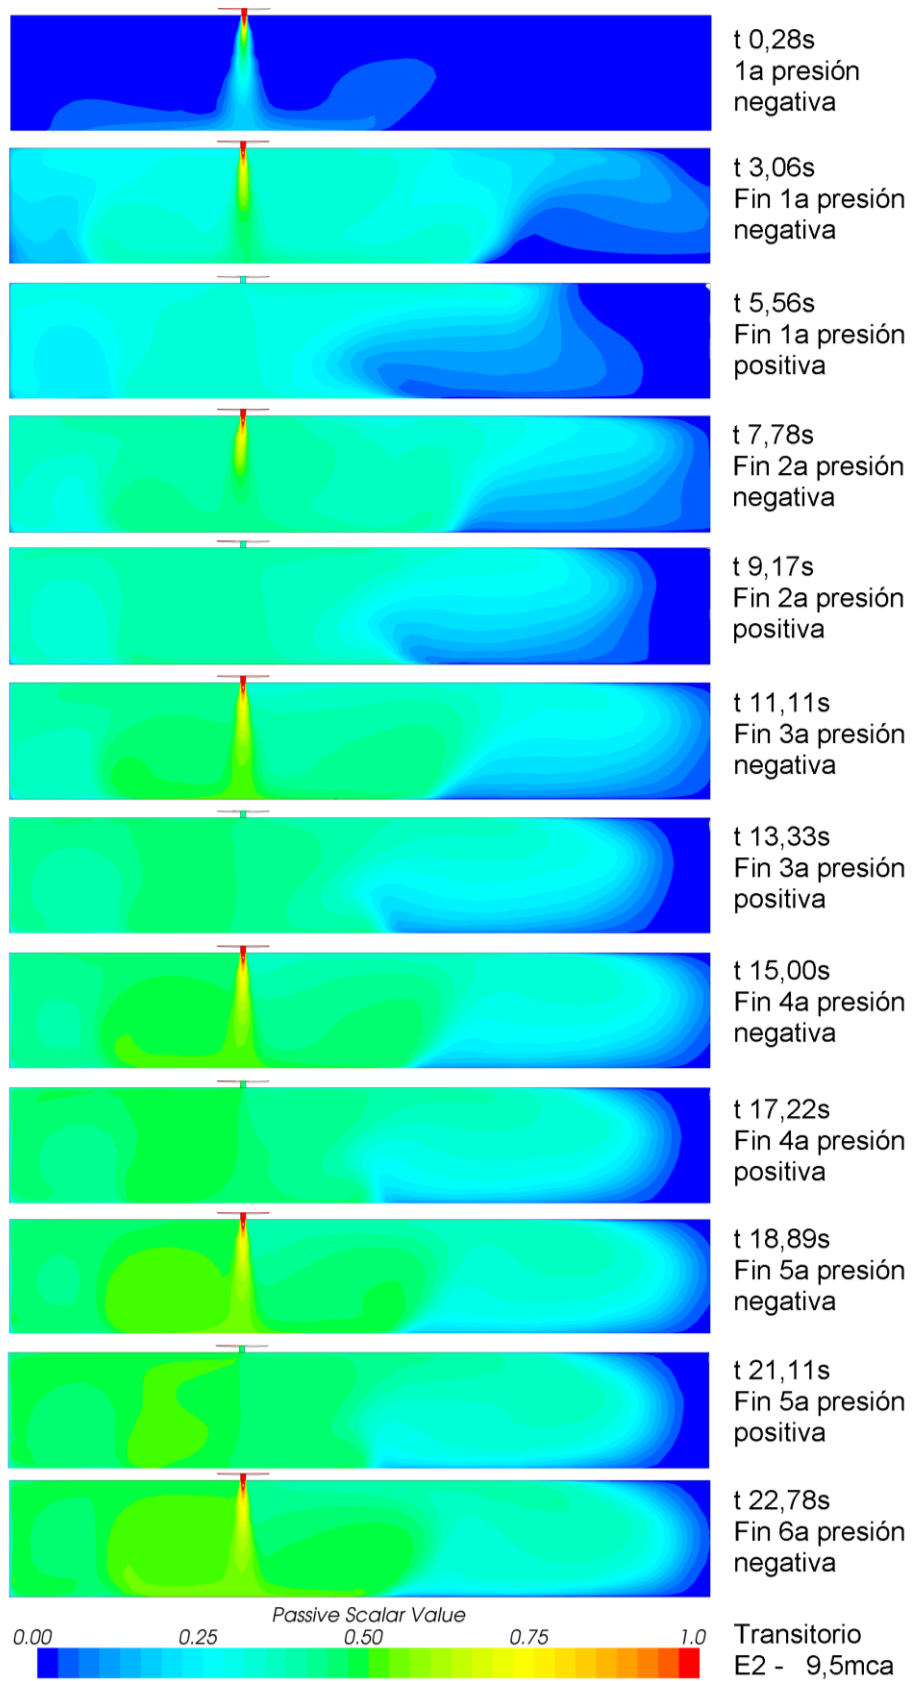 t 0,28s
1a presión
negativa
t 3,06s
Fin 1a presión
negativa
t 5,56s
Fin 1a presión
positiva
t 7,78s
Fin 2a presión
negativa
t 9,17s
Fin 2a presión
positiva
t 11,11s
Fin 3a presión
negativa
t 13,33s
Fin 3a presión
positiva
t 15,00s
Fin 4a presión
negativa
t 17,22s
Fin 4a presión
positiva
t 18,89s
Fin 5a presión
negativa
t 21,11s
Fin 5a presión
positiva
t 22,78s
Fin 6a presión
negativa
Passive Scalar Value
0.00 0.25 0.50 0.75 1.0
Transitorio
E2 - 9,5mca